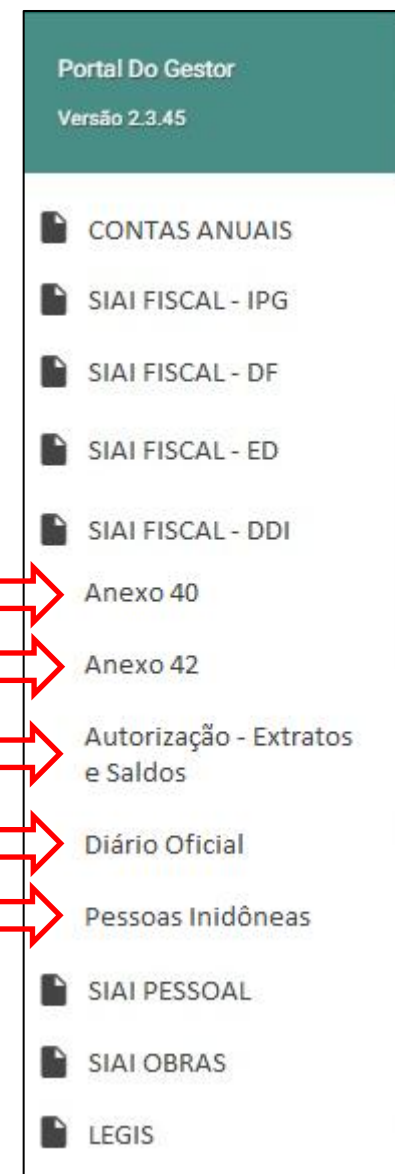 Portal Do Gestor
Versão 2.3.45
CONTAS ANUAIS
SIAI FISCAL - IPG
SIAI FISCAL - DF
SIAI FISCAL - ED
SIAI FISCAL - DDI
Anexo 40
Anexo 42
Autorização - Extratos
e Saldos
Diário Oficial
Pessoas Inidôneas
SIAI PESSOAL
SIAI OBRAS
LEGIS